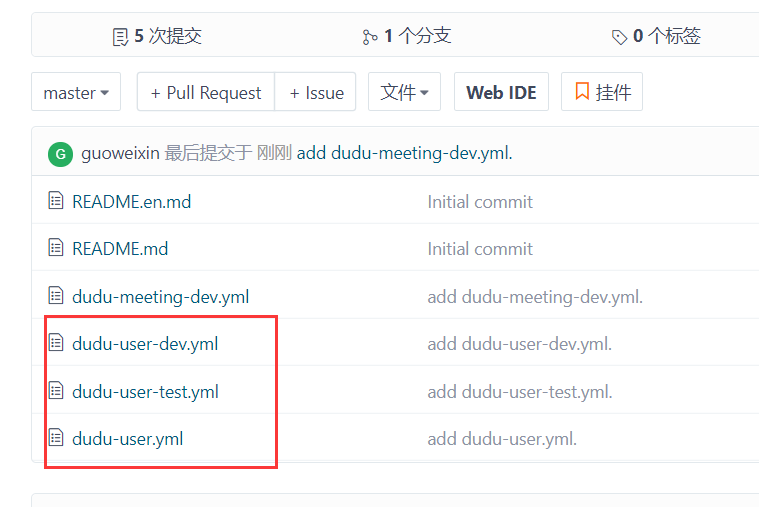 5 次提交 1 个分支 0 个标签
master + Pull Request + Issue 文件 Web IDE 挂件
G guoweixin 最后提交于 刚刚 add dudu-meeting-dev.yml.
README.en.md Initial commit
README.md Initial commit
dudu-meeting-dev.yml add dudu-meeting-dev.yml.
dudu-user-dev.yml add dudu-user-dev.yml.
dudu-user-test.yml add dudu-user-test.yml.
dudu-user.yml add dudu-user.yml.